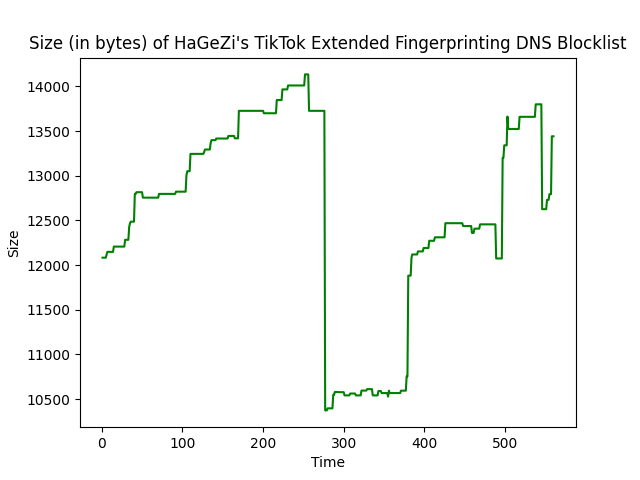 Size (in bytes) of HaGeZi's TikTok Extended Fingerprinting DNS Blocklist
14000
13500
13000
12500
12000
11500
11000
10500
Size
0 100 200 300 400 500
Time